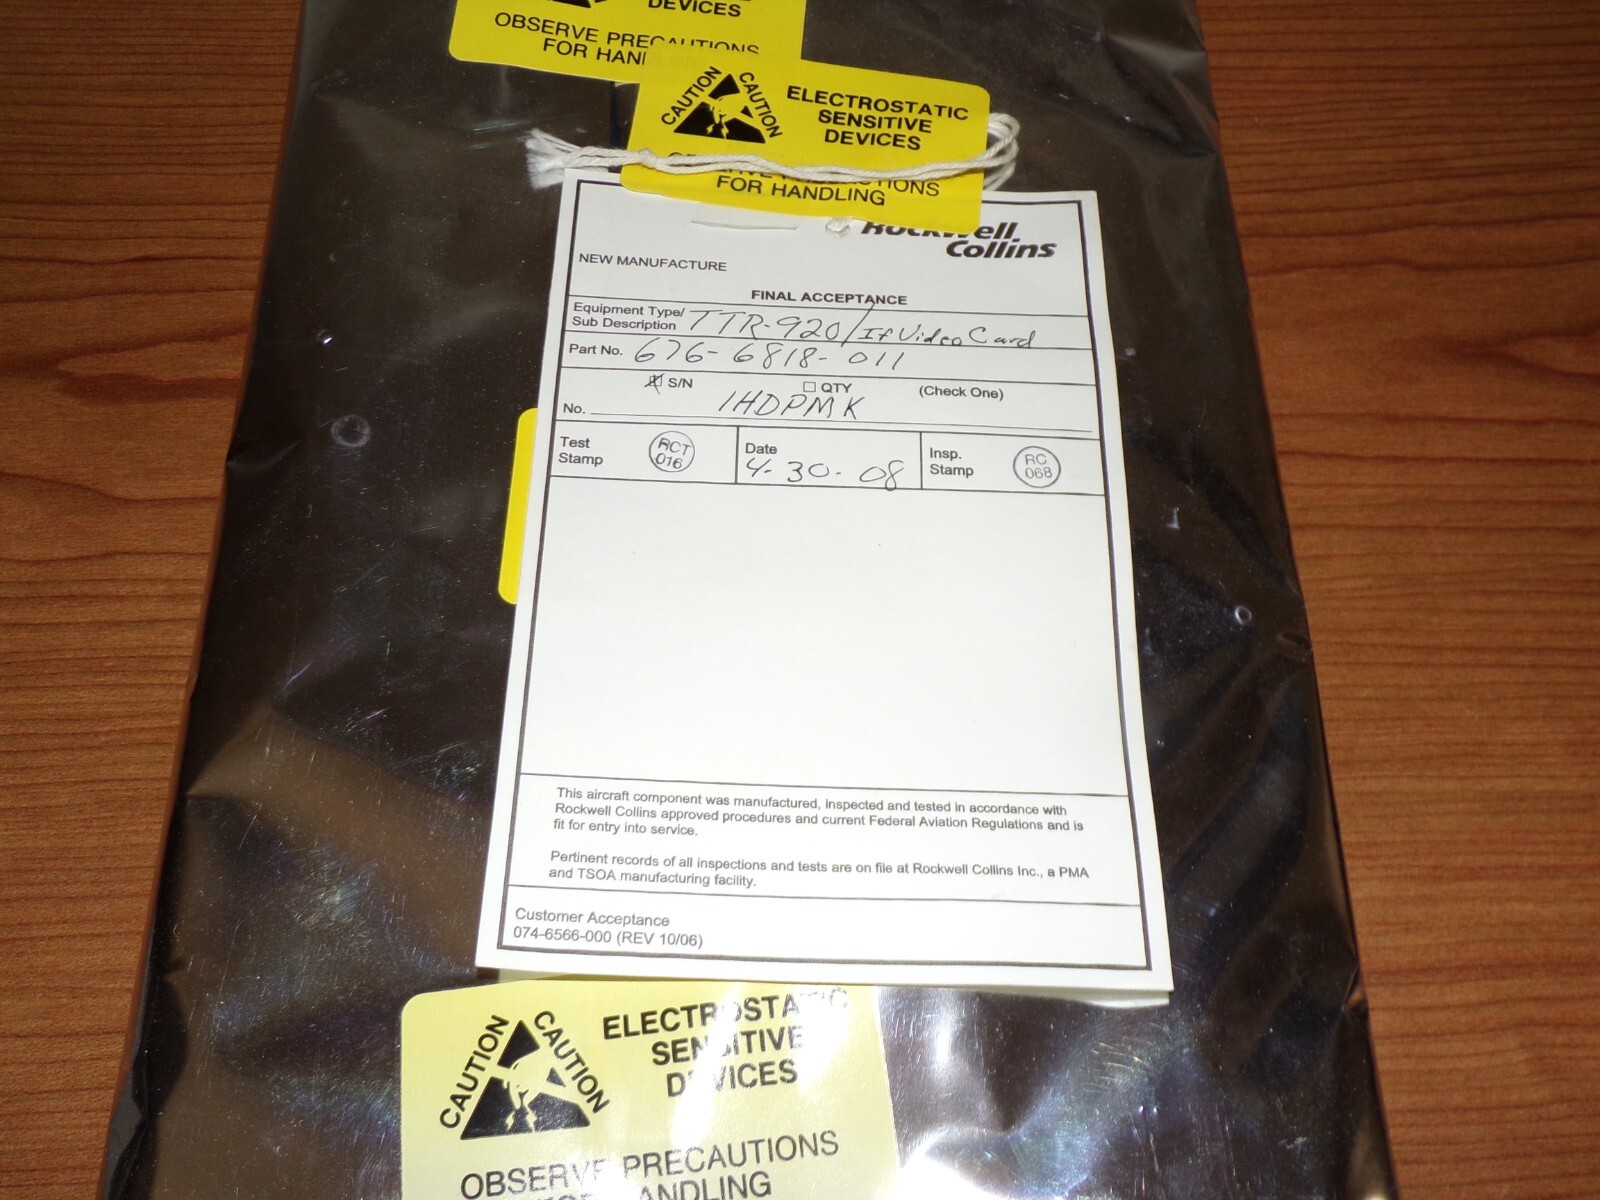 DEVICES
OBSERVE PRECAUTIONS
FOR
CAUTION CAUTION
ELECTROSTATIC
SENSITIVE
DEVICES
FOR HANDLING
Rockwell
Collins
NEW MANUFACTURE
FINAL ACCEPTANCE
Equipment Type/
Sub Description TTR-920/If Video Card
Part No. 676-6818-011
S/N QTY (Check One)
No. 1HDPMK
Test
Stamp
RCT
016
Date
4-30-08
Insp.
Stamp
RC
068
This aircraft component was manufactured, inspected and tested in accordance with
Rockwell Collins approved procedures and current Federal Aviation Regulations and is
fit for entry into service.
Pertinent records of all inspections and tests are on file at Rockwell Collins Inc., a PMA
and TSOA manufacturing facility.
Customer Acceptance
074-6566-000 (REV 10/06)
CAUTION CAUTION
ELECTROSTATIC
SENSITIVE
DEVICES
OBSERVE PRECAUTIONS
FOR HANDLING